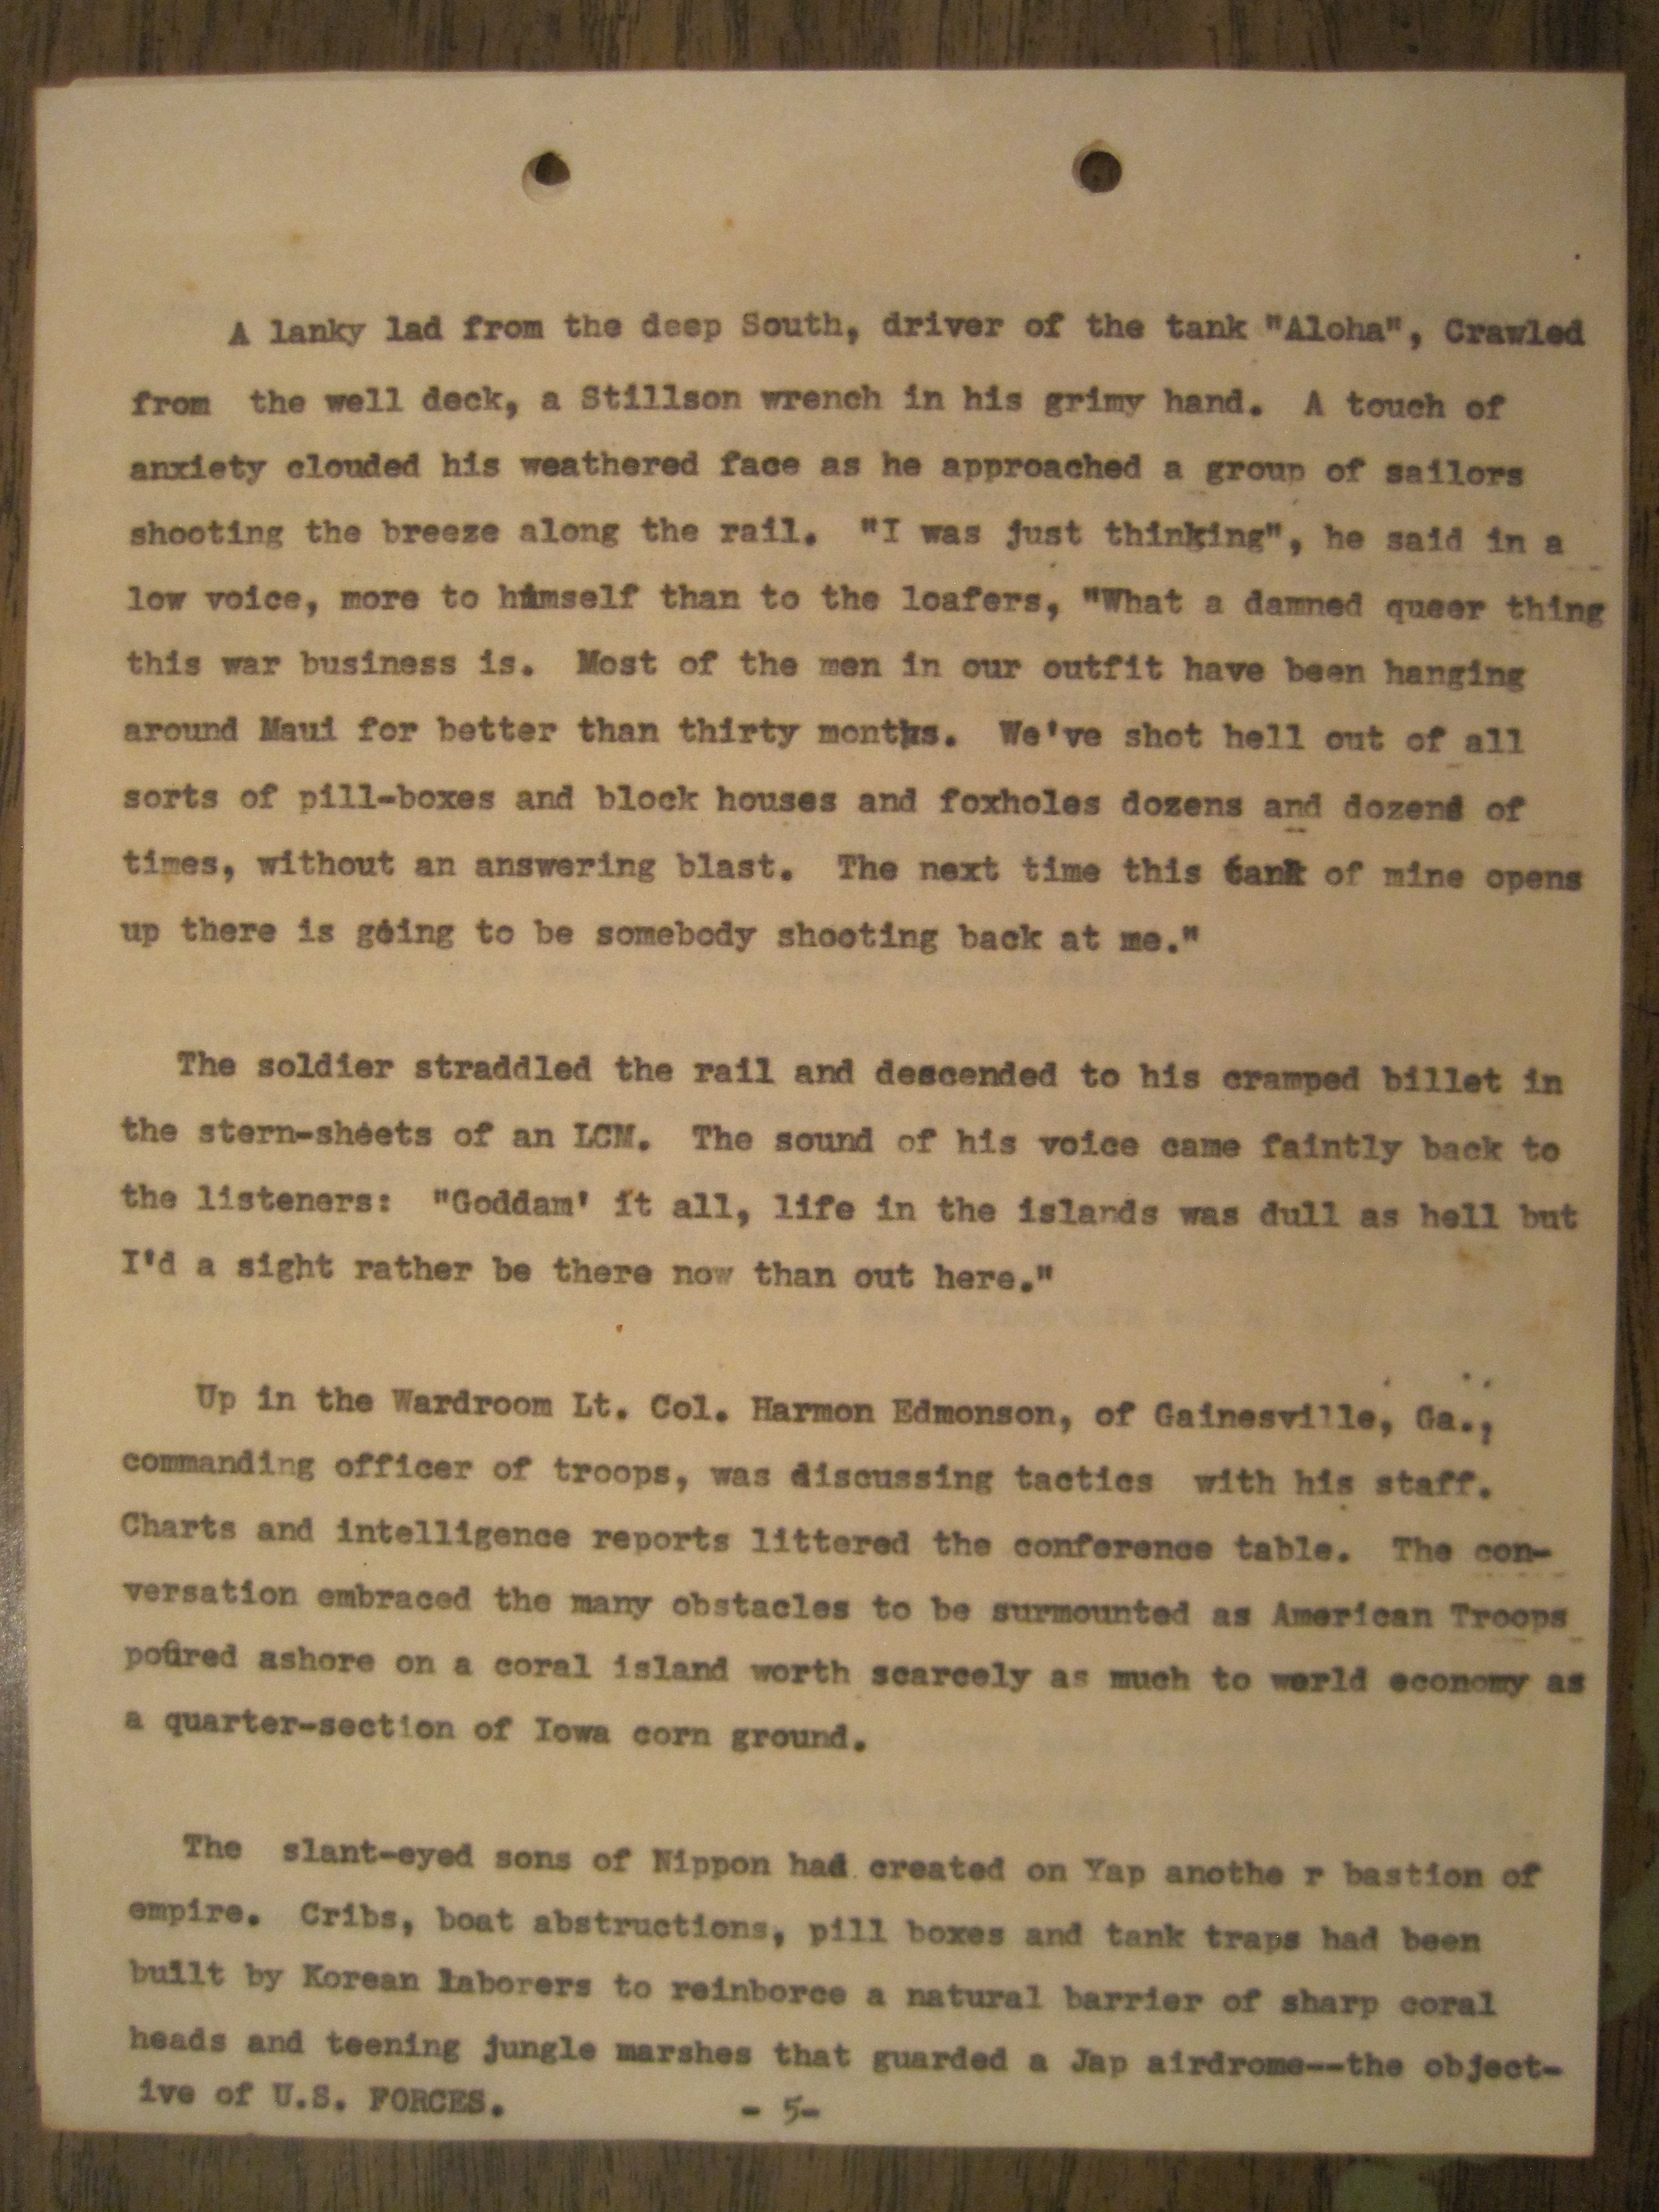 A lanky lad from the deep South, driver of the tank "Aloha", Crawled
from the well deck, a Stillson wrench in his grimy hand. A touch of
anxiety clouded his weathered face as he approached a group of sailors
shooting the breeze along the rail. "I was just thinking", he said in a
low voice, more to himself than to the loafers, "What a damned queer thing
this war business is. Most of the men in our outfit have been hanging
around Maui for better than thirty months. We've shot hell out of all
sorts of pill-boxes and block houses and foxholes dozens and dozens of
times, without an answering blast. The next time this tank of mine opens
up there is going to be somebody shooting back at me."
The soldier straddled the rail and descended to his cramped billet in
the stern-sheets of an LCM. The sound of his voice came faintly back to
the listeners: "Goddam' it all, life in the islands was dull as hell but
I'd a sight rather be there now than out here."
Up in the Wardroom Lt. Col. Harmon Edmonson, of Gainesville, Ga.,
commanding officer of troops, was discussing tactics with his staff.
Charts and intelligence reports littered the conference table. The con-
versation embraced the many obstacles to be surmounted as American Troops
poured ashore on a coral island worth scarcely as much to world economy as
a quarter-section of Iowa corn ground.
The slant-eyed sons of Nippon had created on Yap anothe r bastion of
empire. Cribs, boat abstructions, pill boxes and tank traps had been
built by Korean laborers to reinborce a natural barrier of sharp coral
heads and teening jungle marshes that guarded a Jap airdrome--the object-
ive of U.S. FORCES.
- 5-